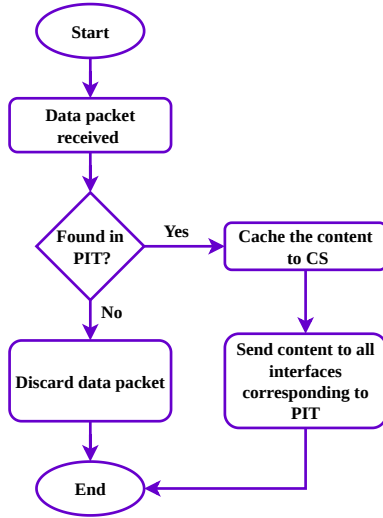 Start
Data packet
received
Found in
PIT?
Yes
Cache the content
to CS
No
Send content to all
interfaces
corresponding to
PIT
Discard data packet
End